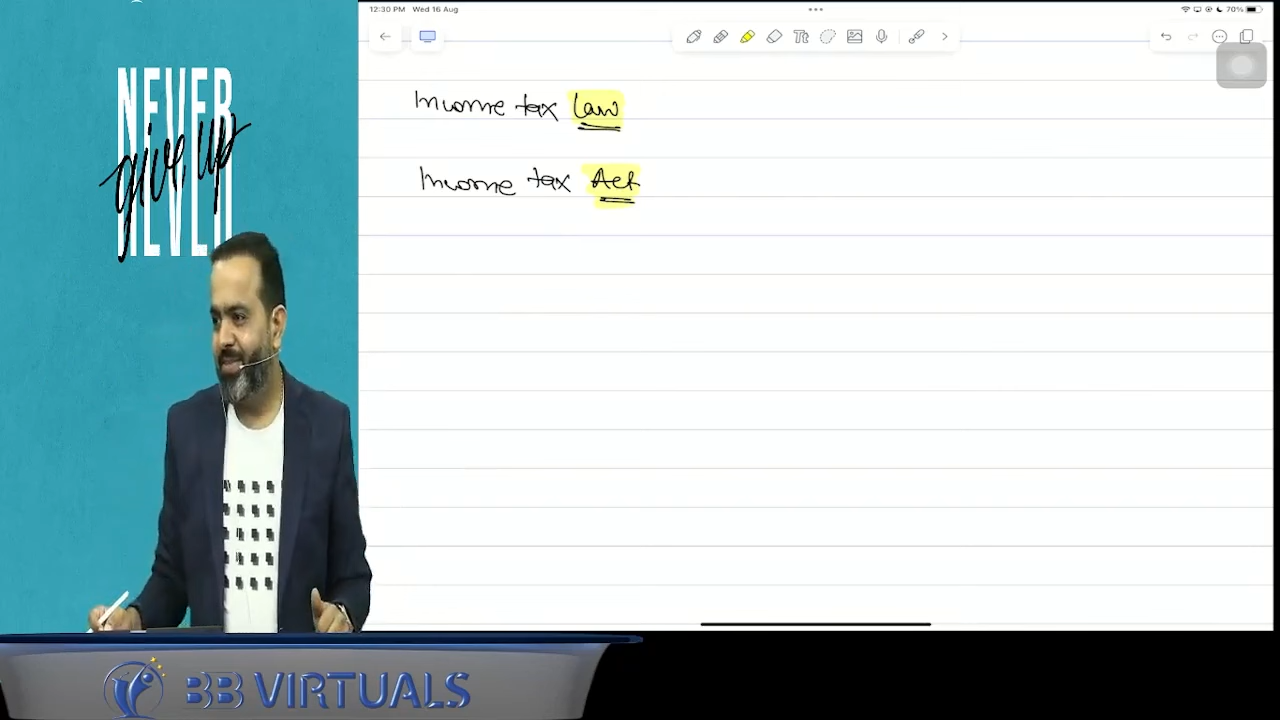 12:30 PM Wed 16 Aug
70%
NEVER
give up
NEVER
Income tax Law
Income tax Act
BB VIRTUALS